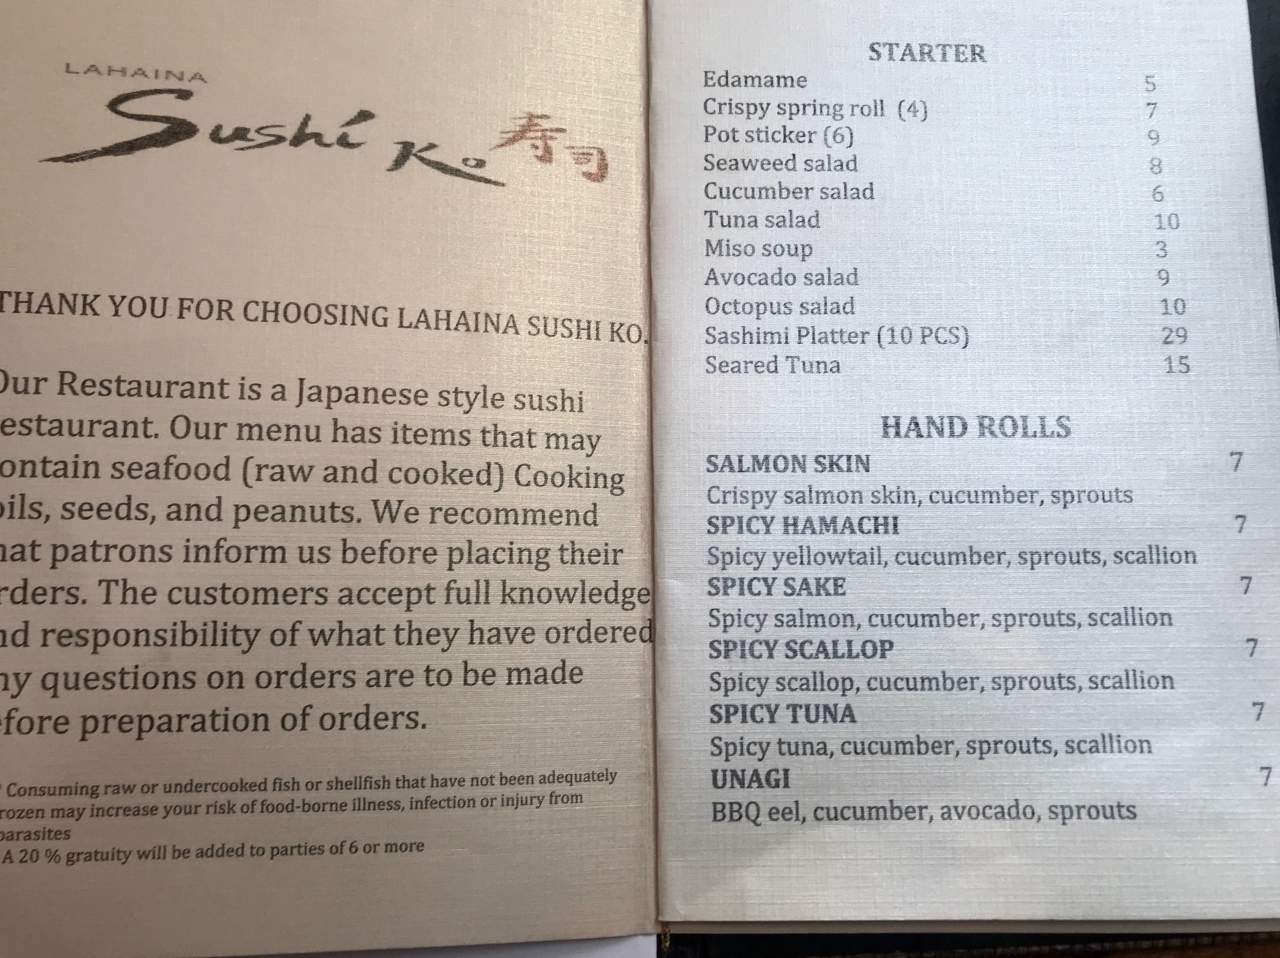 LAHAINA
Sushi Ko 寿司
THANK YOU FOR CHOOSING LAHAINA SUSHI KO.
Our Restaurant is a Japanese style sushi
estaurant. Our menu has items that may
ontain seafood (raw and cooked) Cooking
oils, seeds, and peanuts. We recommend
hat patrons inform us before placing their
rders. The customers accept full knowledge
nd responsibility of what they have ordered
ny questions on orders are to be made
efore preparation of orders.
* Consuming raw or undercooked fish or shellfish that have not been adequately
rozen may increase your risk of food-borne illness, infection or injury from
parasites
A 20 % gratuity will be added to parties of 6 or more
STARTER
Edamame 5
Crispy spring roll (4) 7
Pot sticker (6) 9
Seaweed salad 8
Cucumber salad 6
Tuna salad 10
Miso soup 3
Avocado salad 9
Octopus salad 10
Sashimi Platter (10 PCS) 29
Seared Tuna 15
HAND ROLLS
SALMON SKIN 7
Crispy salmon skin, cucumber, sprouts
SPICY HAMACHI 7
Spicy yellowtail, cucumber, sprouts, scallion
SPICY SAKE 7
Spicy salmon, cucumber, sprouts, scallion
SPICY SCALLOP 7
Spicy scallop, cucumber, sprouts, scallion
SPICY TUNA 7
Spicy tuna, cucumber, sprouts, scallion
UNAGI 7
BBQ eel, cucumber, avocado, sprouts